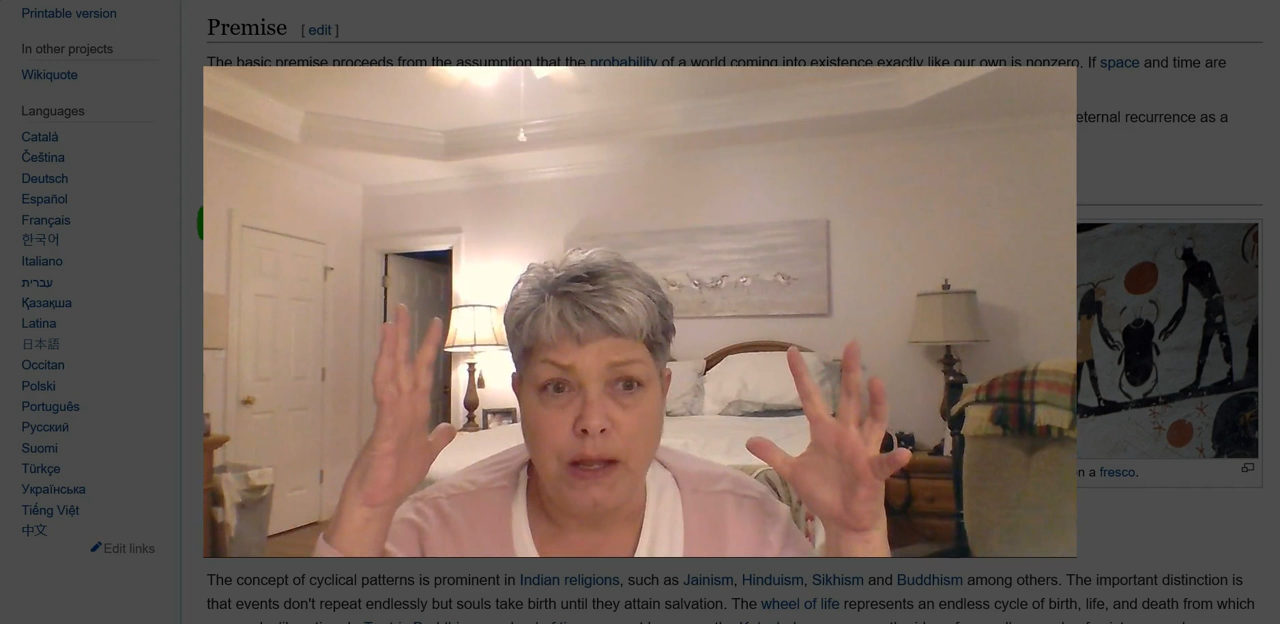 Printable version
In other projects
Wikiquote
Languages
Català
Čeština
Deutsch
Español
Français
한국어
Italiano
עברית
Қазақша
Latina
日本語
Occitan
Polski
Português
Русский
Suomi
Türkçe
Українська
Tiếng Việt
中文
Edit links
Premise [ edit ]
The basic premise proceeds from the assumption that the probability of a world coming into existence exactly like our own is nonzero. If space and time are
eternal recurrence as a
a fresco.
The concept of cyclical patterns is prominent in Indian religions, such as Jainism, Hinduism, Sikhism and Buddhism among others. The important distinction is
that events don't repeat endlessly but souls take birth until they attain salvation. The wheel of life represents an endless cycle of birth, life, and death from which